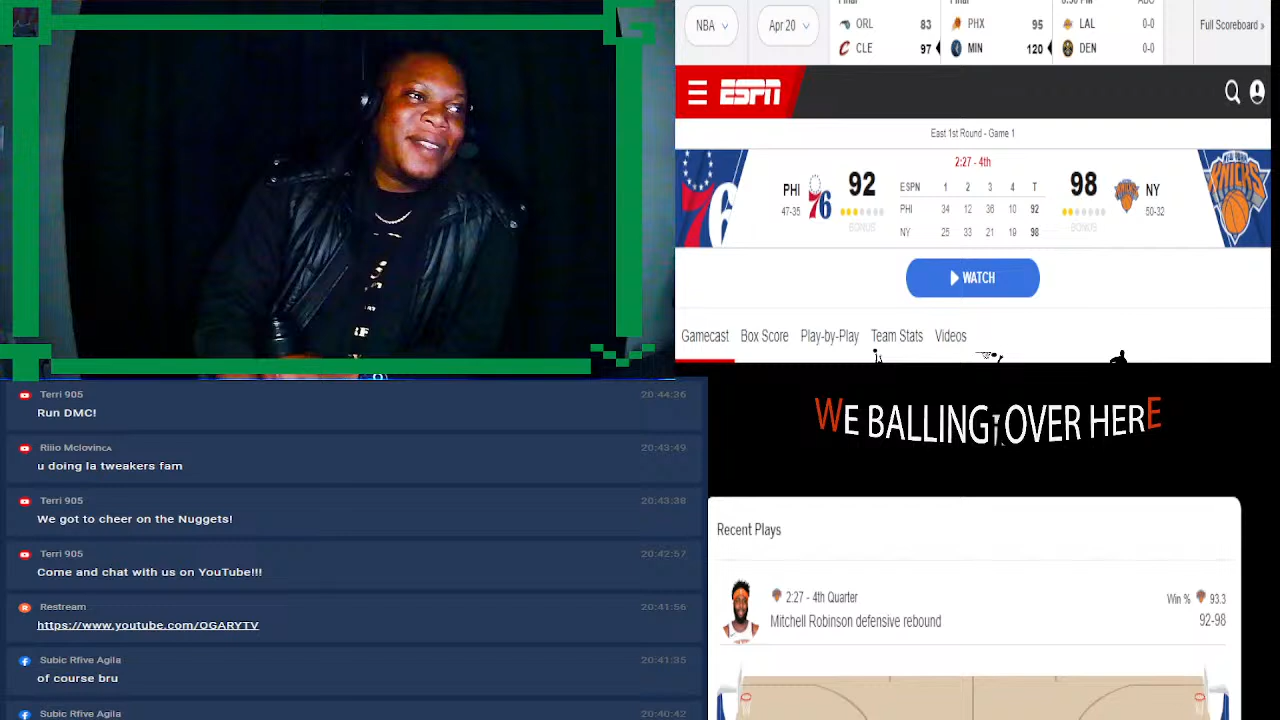 Terri 905
20:44:36
Run DMC!
Riiio Mclovinca
20:43:49
u doing la tweakers fam
Terri 905
20:43:38
We got to cheer on the Nuggets!
Terri 905
20:42:57
Come and chat with us on YouTube!!!
Restream
20:41:56
https://www.youtube.com/OGARYTV
Subic Rfive Agila
20:41:35
of course bru
Subic Rfive Agila
20:40:42
NBA
Apr 20
ORL 83
CLE 97
PHX 95
MIN 120
LAL 0-0
DEN 0-0
Full Scoreboard »
ESPN
East 1st Round - Game 1
2:27 - 4th
PHI
47-35
76
92
ESPN 1 2 3 4 T
PHI 34 12 36 10 92
NY 25 33 21 19 98
98
NY
50-32
BONUS
BONUS
KNICKS
WATCH
Gamecast Box Score Play-by-Play Team Stats Videos
WE BALLING OVER HERE
Recent Plays
2:27 - 4th Quarter
Mitchell Robinson defensive rebound
Win % 93.3
92-98